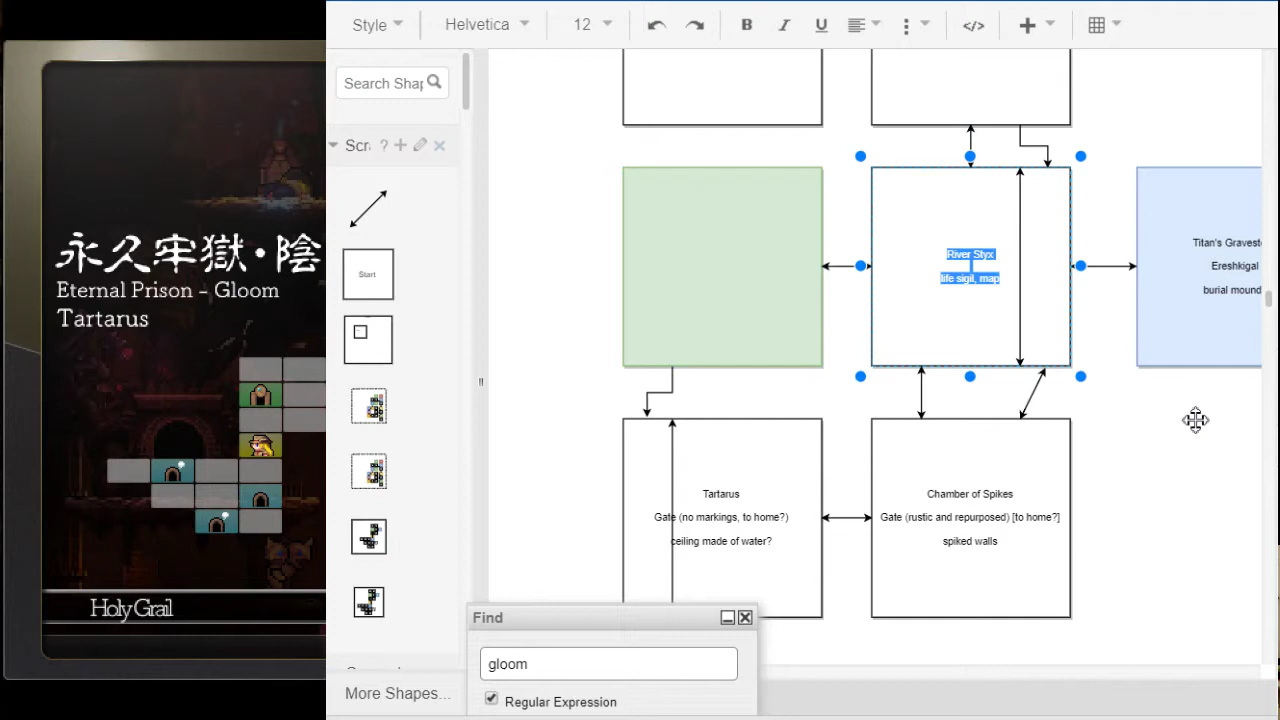 永久牢獄・陰
Eternal Prison – Gloom
Tartarus
Holy Grail
Style
Helvetica
12
B
I
U
</>
Search Shap
Scr
?
Start
River Styx
life sigil, map
Titan's Gravest
Ereshkigal
burial mound
Tartarus
Gate (no markings, to home?)
ceiling made of water?
Chamber of Spikes
Gate (rustic and repurposed) [to home?]
spiked walls
Find
gloom
Regular Expression
More Shapes...